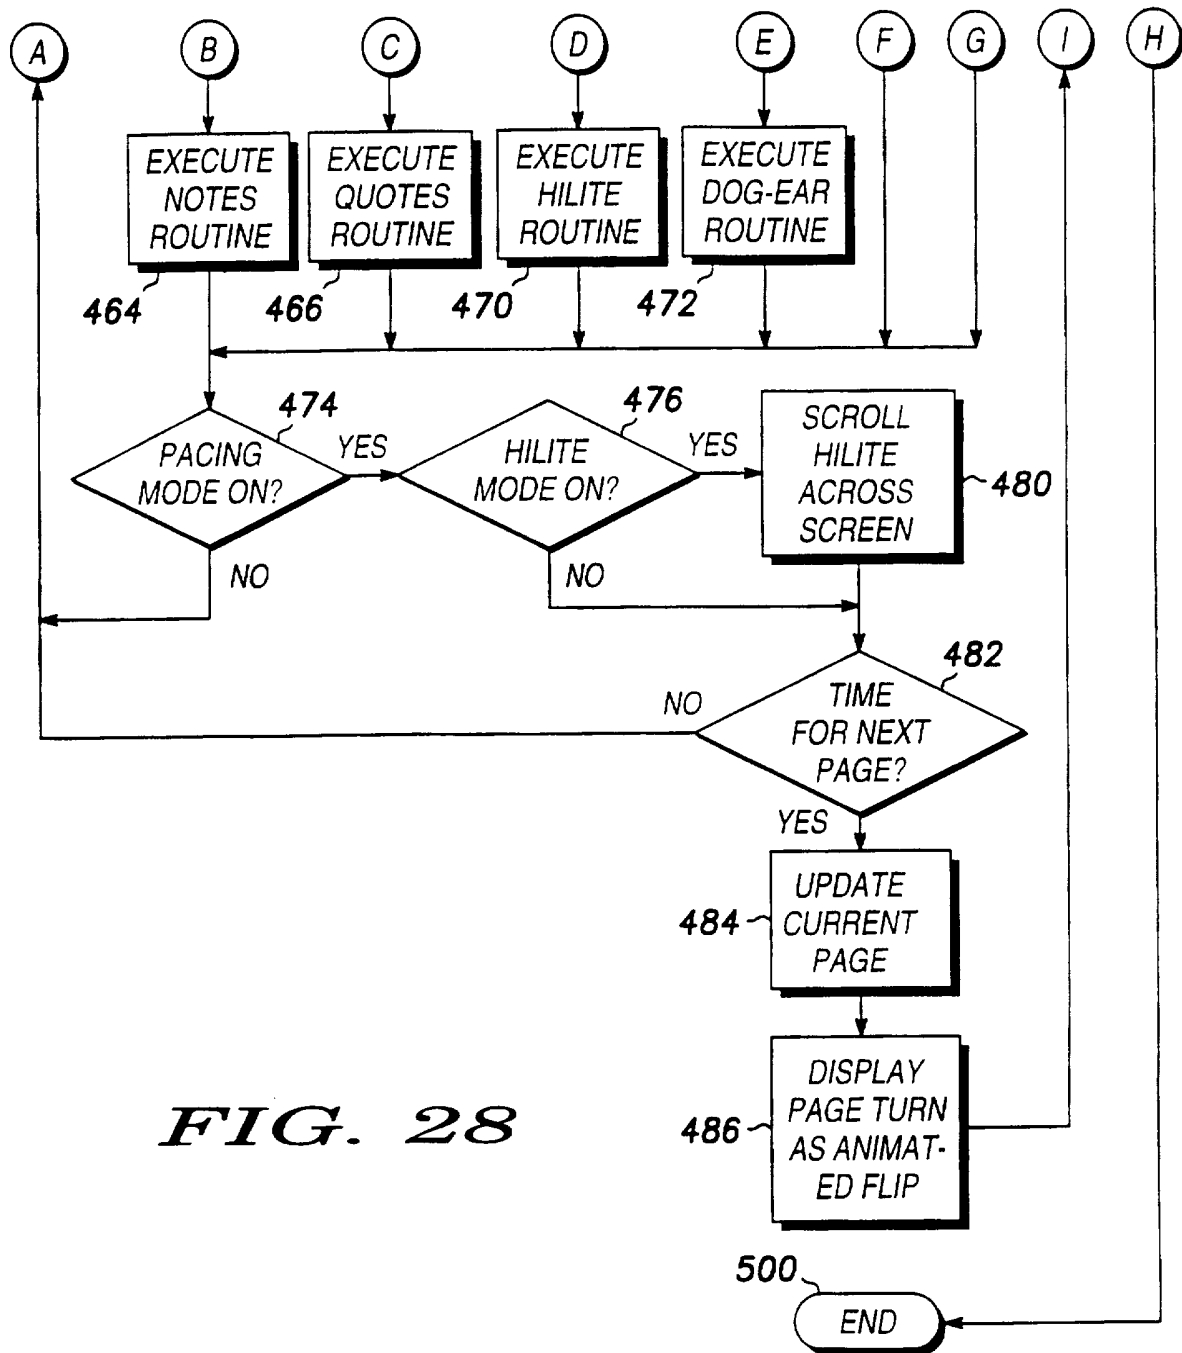 A B C D E F G I H
EXECUTE
NOTES
ROUTINE
464
EXECUTE
QUOTES
ROUTINE
466
EXECUTE
HILITE
ROUTINE
470
EXECUTE
DOG-EAR
ROUTINE
472
PACING
MODE ON?
474
YES
NO
HILITE
MODE ON?
476
YES
NO
SCROLL
HILITE
ACROSS
SCREEN
480
TIME
FOR NEXT
PAGE?
482
NO
YES
UPDATE
CURRENT
PAGE
484
DISPLAY
PAGE TURN
AS ANIMAT-
ED FLIP
486
FIG. 28
500
END